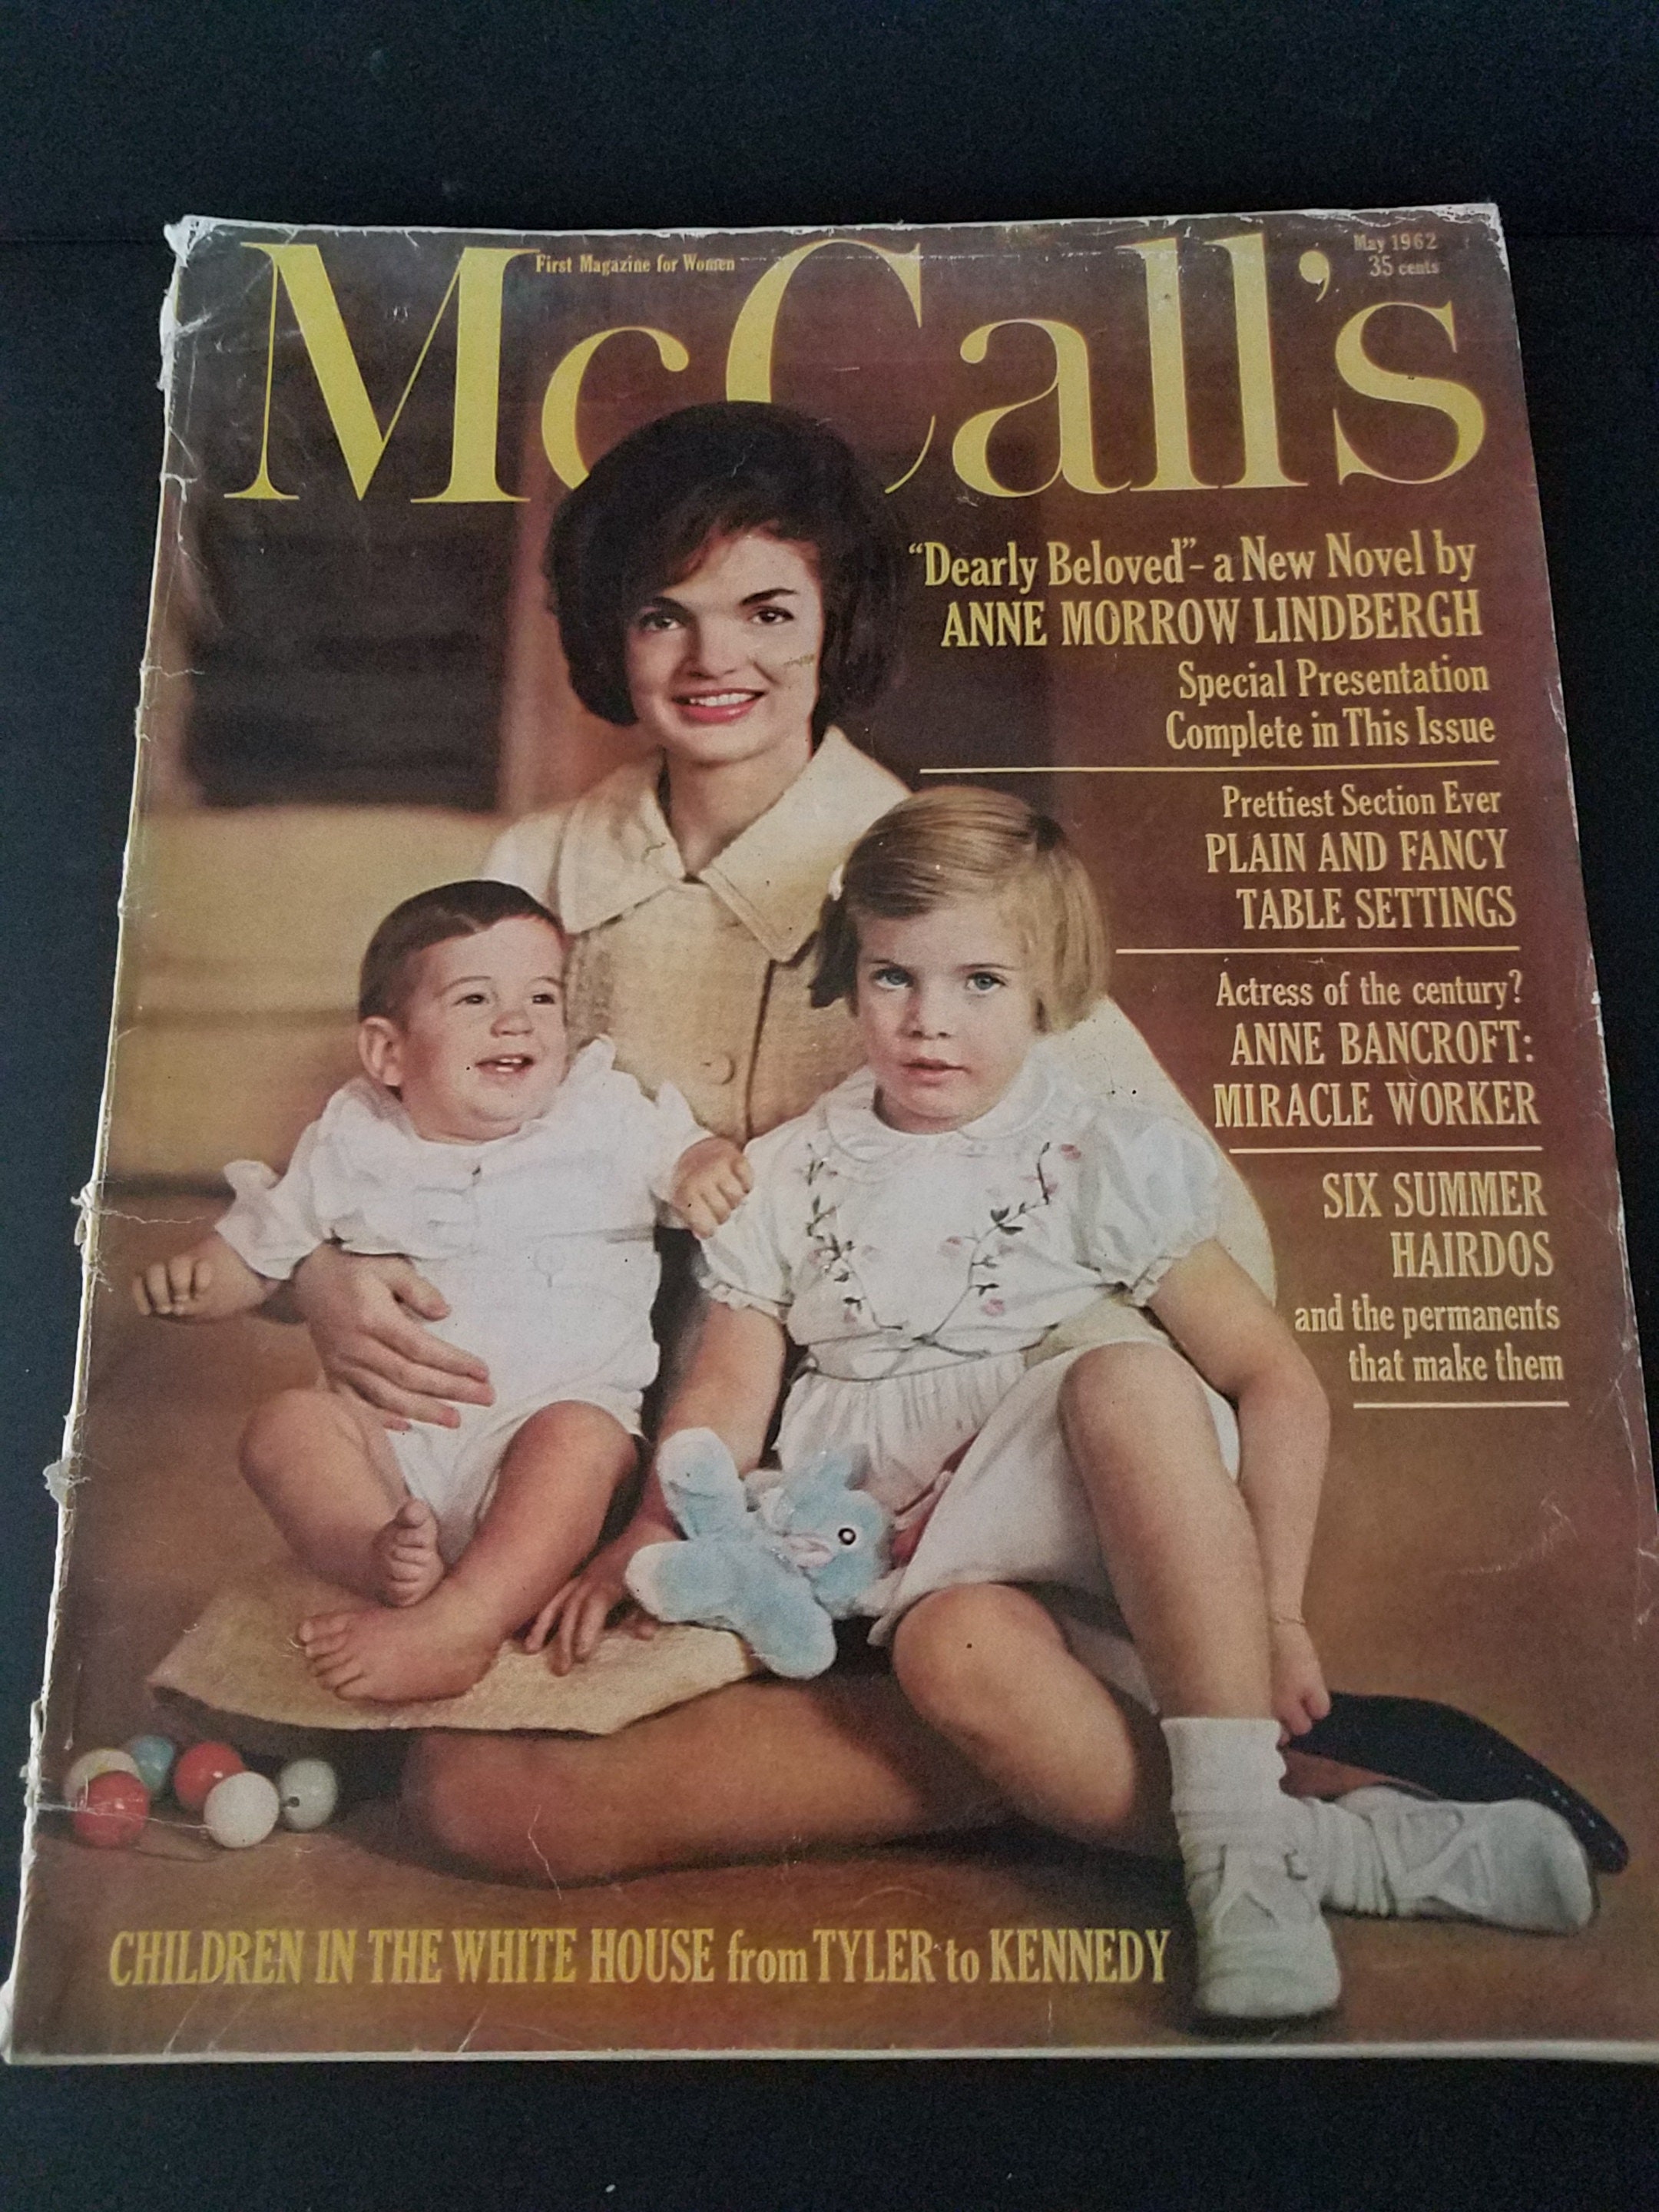 First Magazine for Women
May 1962
35 cents
McCall's
“Dearly Beloved”- a New Novel by
ANNE MORROW LINDBERGH
Special Presentation
Complete in This Issue
Prettiest Section Ever
PLAIN AND FANCY
TABLE SETTINGS
Actress of the century?
ANNE BANCROFT:
MIRACLE WORKER
SIX SUMMER
HAIRDOS
and the permanents
that make them
CHILDREN IN THE WHITE HOUSE from TYLER to KENNEDY